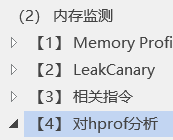 （2） 内存监测
【1】 Memory Profi
【2】 LeakCanary
【3】 相关指令
【4】 对hprof分析